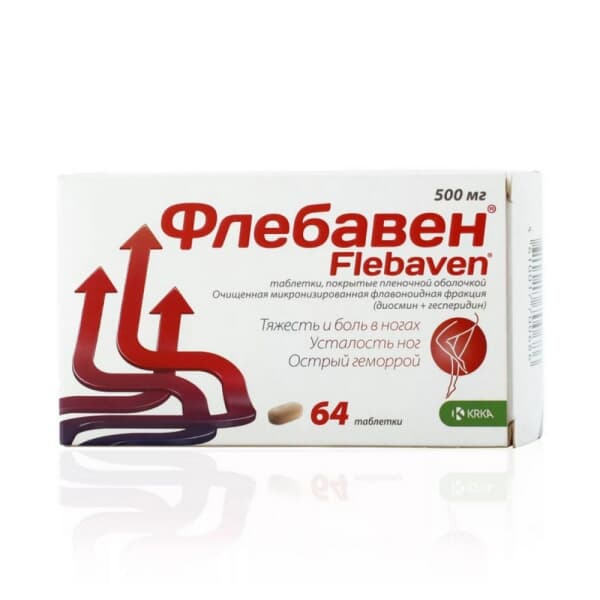 500 мг
Флебавен®
Flebaven®
таблетки, покрытые пленочной оболочкой
Очищенная микронизированная флавоноидная фракция
(диосмин + гесперидин)
Тяжесть и боль в ногах
Усталость ног
Острый геморрой
64 таблетки
KRKA